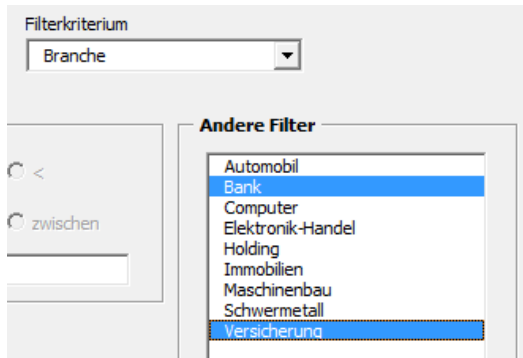 Filterkriterium
Branche
Andere Filter
<
zwischen
Automobil
Bank
Computer
Elektronik-Handel
Holding
Immobilien
Maschinenbau
Schwermetall
Versicherung